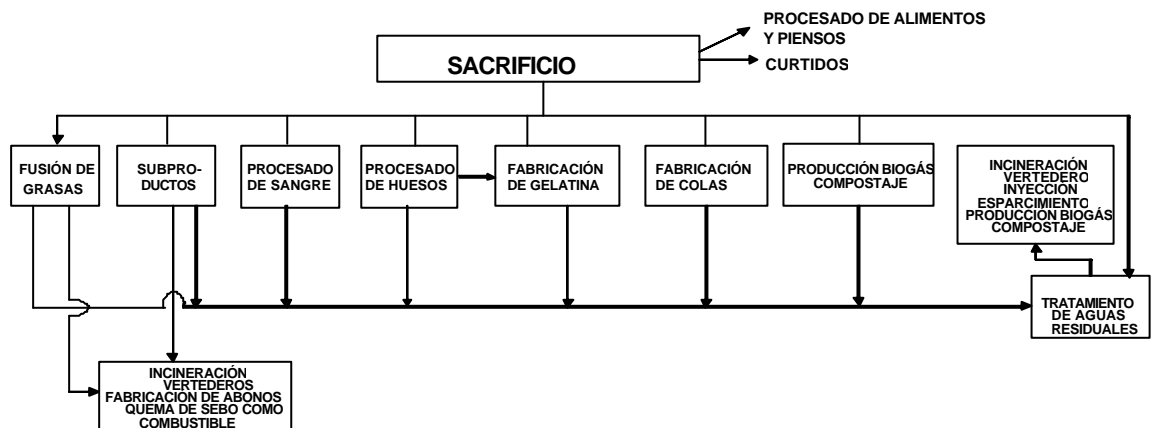 PROCESADO DE ALIMENTOS
Y PIENSOS
SACRIFICIO
CURTIDOS
FUSIÓN DE
GRASAS
SUBPRO-
DUCTOS
PROCESADO
DE SANGRE
PROCESADO
DE HUESOS
FABRICACIÓN
DE GELATINA
FABRICACIÓN
DE COLAS
PRODUCCIÓN BIOGÁS
COMPOSTAJE
INCINERACIÓN
VERTEDERO
INYECCIÓN
ESPARCIMIENTO
PRODUCCIÓN BIOGÁS
COMPOSTAJE
TRATAMIENTO
DE AGUAS
RESIDUALES
INCINERACIÓN
VERTEDEROS
FABRICACIÓN DE ABONOS
QUEMA DE SEBO COMO
COMBUSTIBLE